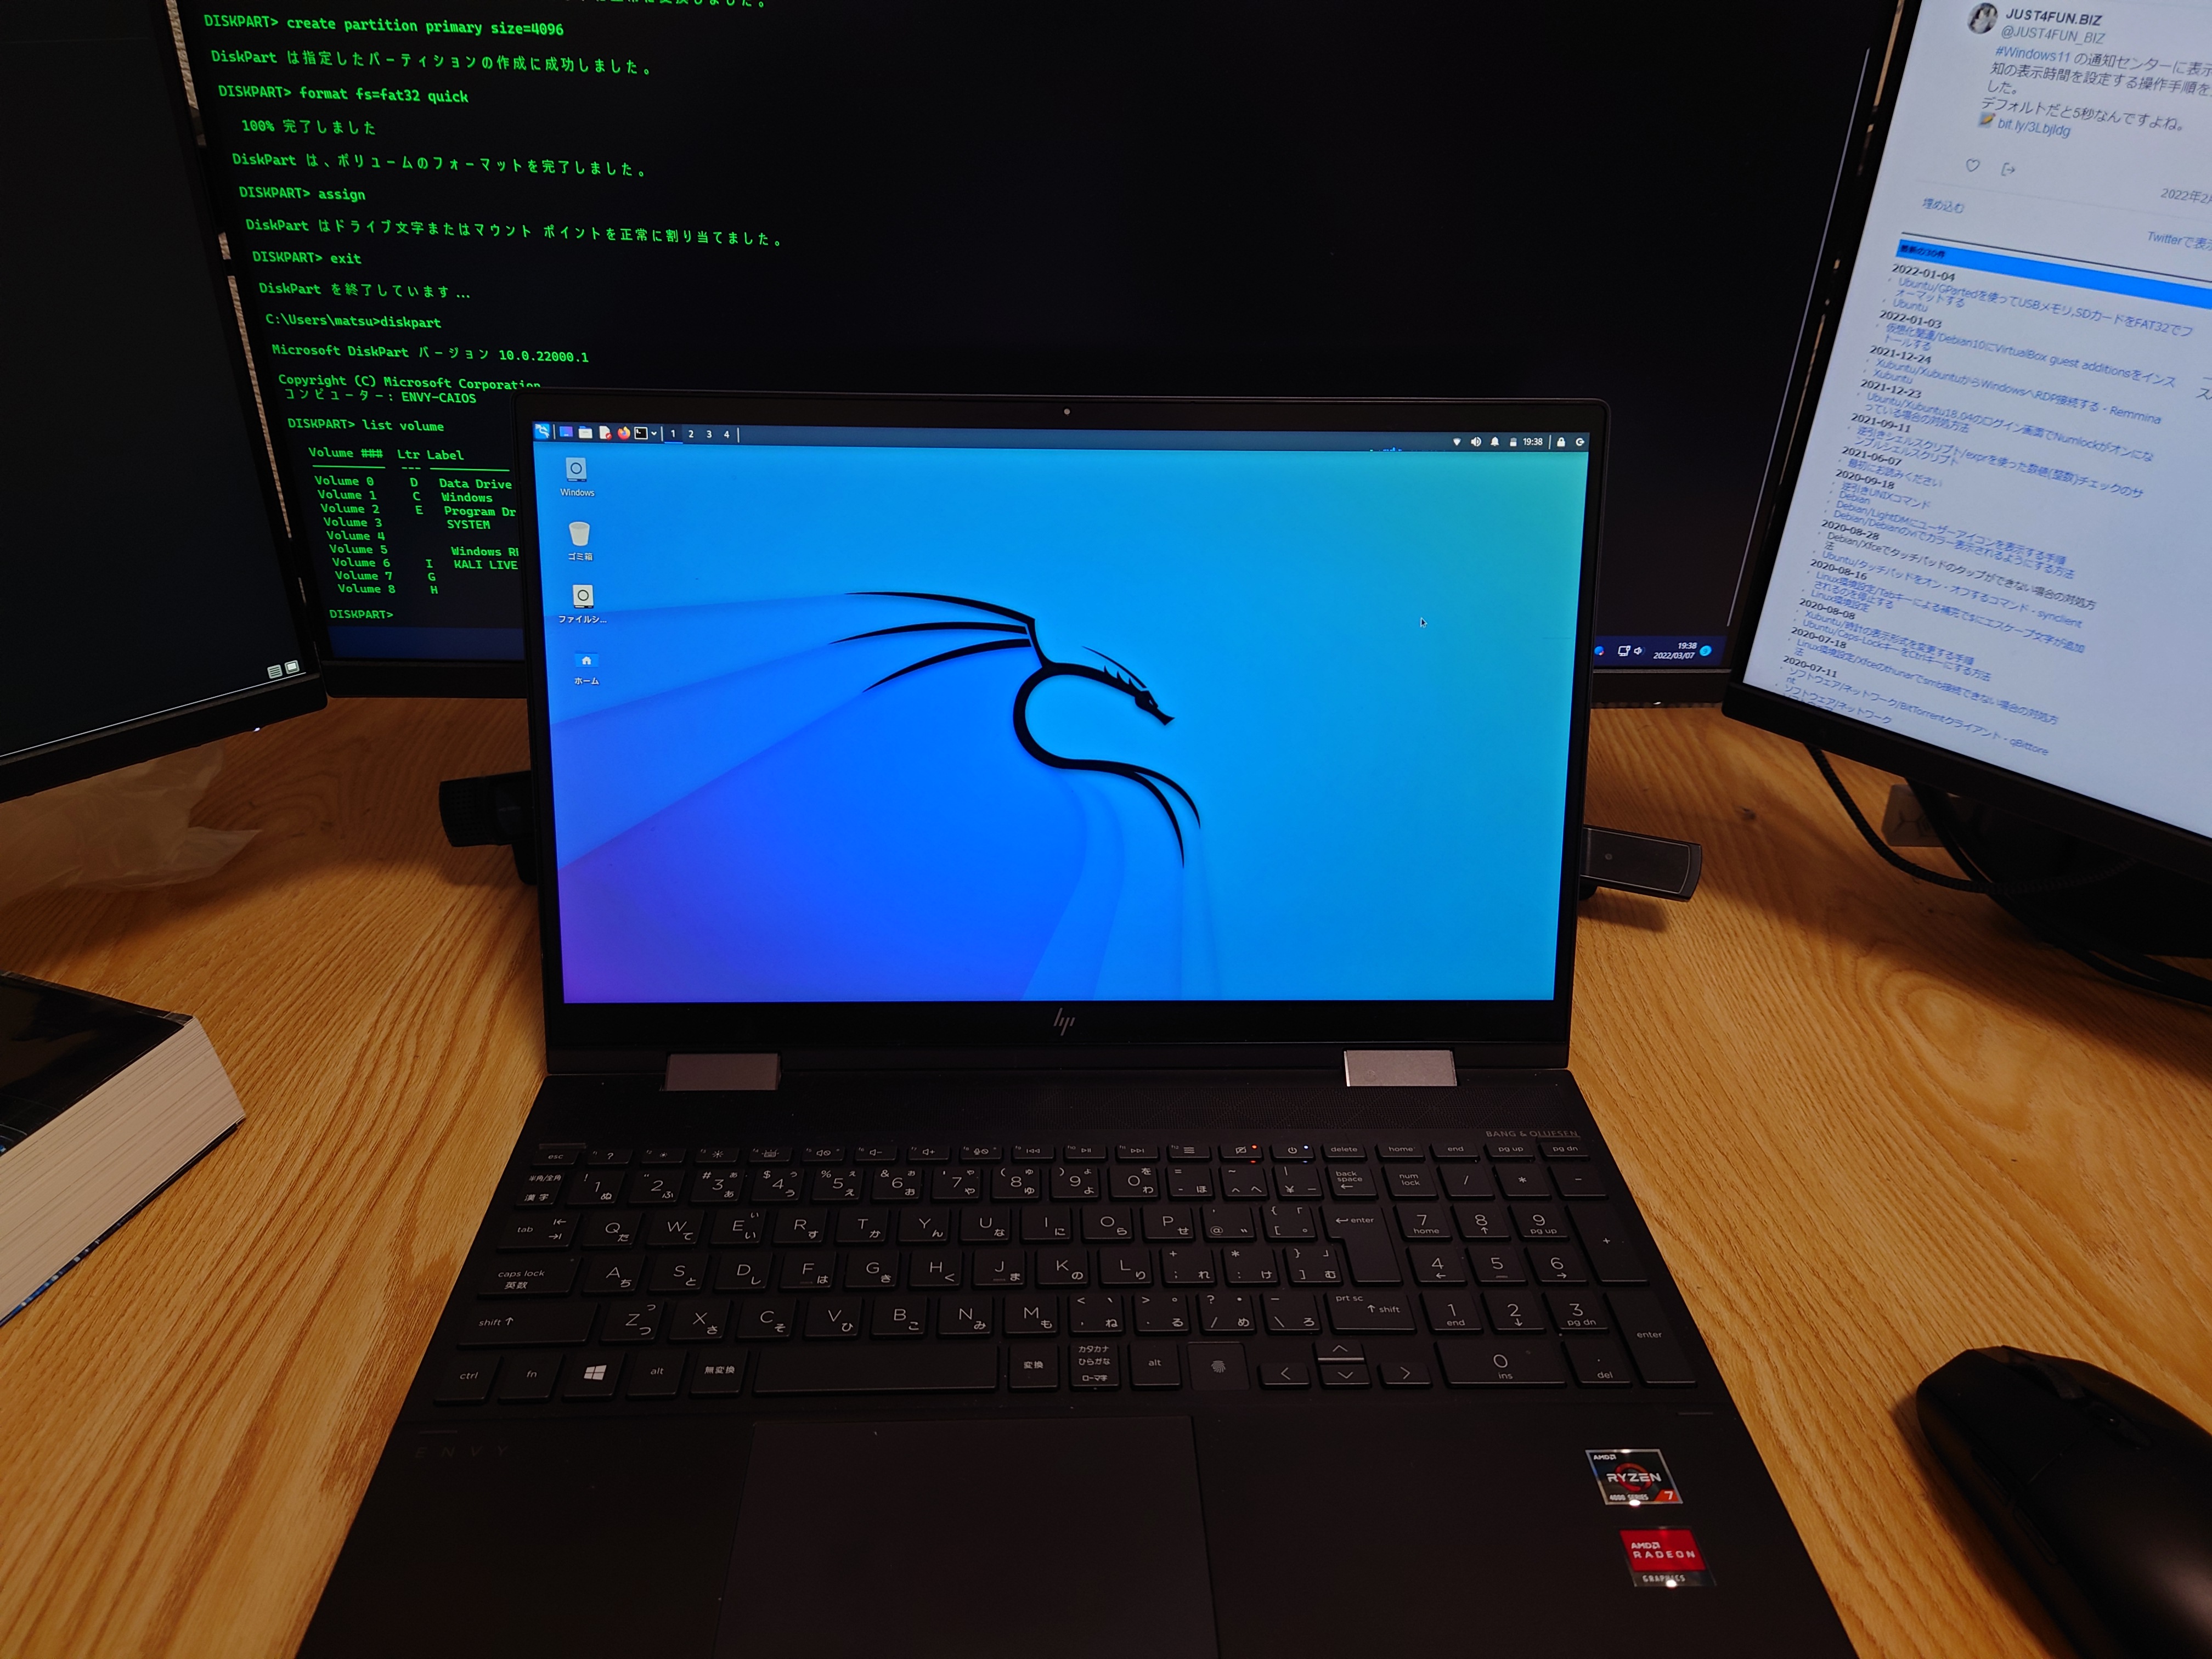 DISKPART> create partition primary size=4096
DiskPart は指定したパーティションの作成に成功しました。
DISKPART> format fs=fat32 quick
100% 完了しました
DiskPart は、ボリュームのフォーマットを完了しました。
DISKPART> assign
DiskPart はドライブ文字またはマウント ポイントを正常に割り当てました。
DISKPART> exit
DiskPart を終了しています...
C:\Users\matsu>diskpart
Microsoft DiskPart バージョン 10.0.22000.1
Copyright (C) Microsoft Corporation
コンピューター: ENVY-CAIOS
DISKPART> list volume
Volume ### Ltr Label
Volume 0 D Data Drive
Volume 1 C Windows
Volume 2 E Program Dr
Volume 3 SYSTEM
Volume 4
Volume 5 Windows
Volume 6 I KALI LIVE
Volume 7 G
Volume 8 H
DISKPART>
19:38
2022/03/07
JUST4FUN.BIZ
@JUST4FUN_BIZ
#Windows11 の通知センターに表示
知の表示時間を設定する操作手順を
した。
デフォルトだと5秒なんですよね。
bit.ly/3Lbjldg
2022年2
埋め込む
Twitterで表示
最新の30件
2022-01-04
Ubuntu/GPartedを使ってUSBメモリ,SDカードをFAT32でフ
ォーマットする
Ubuntu
2022-01-03
仮想化関連/Debian10にVirtualBox guest additionsをインス
トールする
2021-12-24
Xubuntu/XubuntuからWindowsへRDP接続する・Remmina
Xubuntu
2021-12-23
Ubuntu/Xubuntu18.04のログイン画面でNumlockがオンにな
っている場合の対処方法
2021-09-11
逆引きシェルスクリプト/exprを使った数値(整数)チェックのサ
ンプルシェルスクリプト
2021-06-07
最初にお読みください
2020-09-18
逆引きUNIXコマンド
Debian
Debian/LightDMにユーザーアイコンを表示する手順
Debian/Debianのviでカラー表示されるようにする方法
2020-08-28
Debian/Xfceでタッチパッドのタップができない場合の対処方
法
Ubuntu/タッチパッドをオン・オフするコマンド・synclient
2020-08-16
Linux環境設定/Tabキーによる補完で$にエスケープ文字が追加
されるのを停止する
Linux環境設定
2020-08-08
Xubuntu/時計の表示形式を変更する手順
Ubuntu/Caps-LockキーをCtrlキーにする方法
2020-07-18
Linux環境設定/Xfceのthunarでsmb接続できない場合の対処方
法
2020-07-11
ソフトウェア/ネットワーク/BitTorrentクライアント・qBittore
nt
ソフトウェア/ネットワーク
1 2 3 4
19:38
Windows
ゴミ箱
ファイルシ...
ホーム
hp
BANG & OLUFSEN
esc ? delete home end pg up pg dn
半角/全角 漢字 ! 1 ぬ " 2 ふ # 3 ぁ あ $ 4 ぅ う % 5 ぇ え & 6 ぉ お ' 7 ゃ や ( 8 ゅ ゆ ) 9 ょ よ 0 を わ = - ほ ~ ^ へ | ¥ ー back space num lock / * -
tab Q た W て E ぃ い R す T か Y ん U な I に O ら P せ @ ゛ { 「 [ ゜ enter 7 home 8 ↑ 9 pg up +
caps lock 英数 A ち S と D し F は G き H く J ま K の L り + ; れ * : け } 」 ] む 4 ← 5 6 →
shift ↑ Z っ つ X さ C そ V ひ B こ N み M も < 、 , ね > 。 . る ? ・ / め _ \ ろ prt sc ↑ shift 1 end 2 ↓ 3 pg dn enter
ctrl fn alt 無変換 変換 カタカナ ひらがな ローマ字 alt 0 ins . del
ENVY
AMD
RYZEN
4000 SERIES 7
AMD
RADEON
GRAPHICS